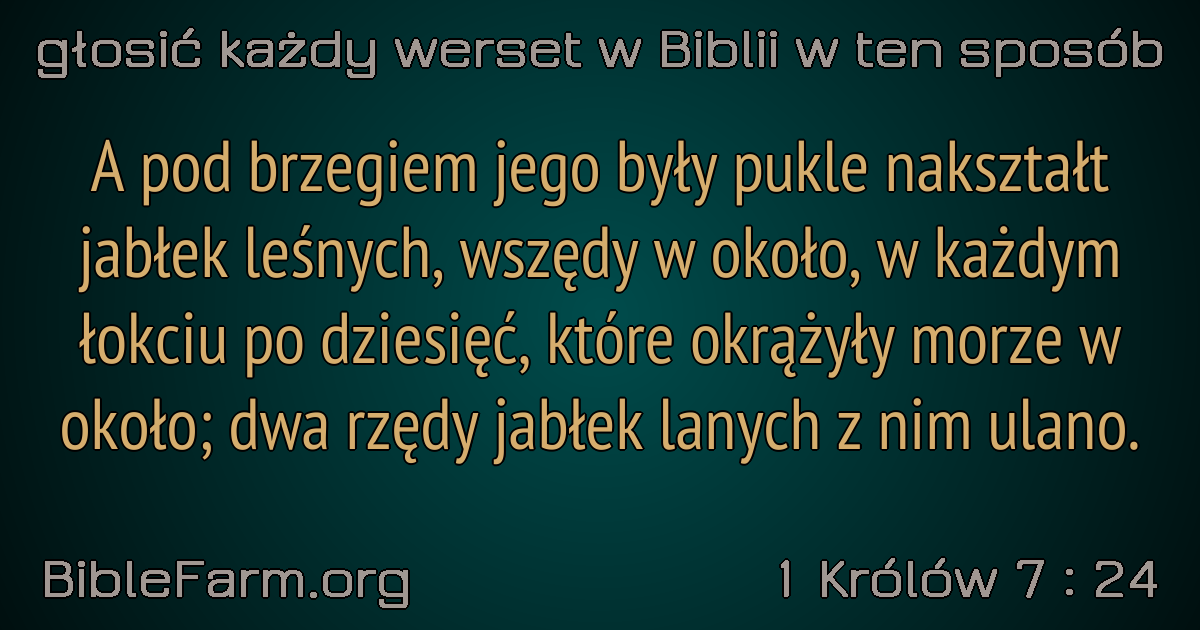 głosić każdy werset w Biblii w ten sposób
A pod brzegiem jego były pukle nakształt
jabłek leśnych, wszędy w około, w każdym
łokciu po dziesięć, które okrążyły morze w
około; dwa rzędy jabłek lanych z nim ulano.
BibleFarm.org
1 Królów 7 : 24